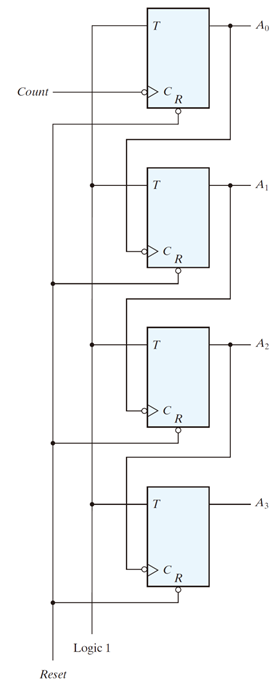 T A₀
Count C
R
T A₁
C
R
T A₂
C
R
T A₃
C
R
Logic 1
Reset